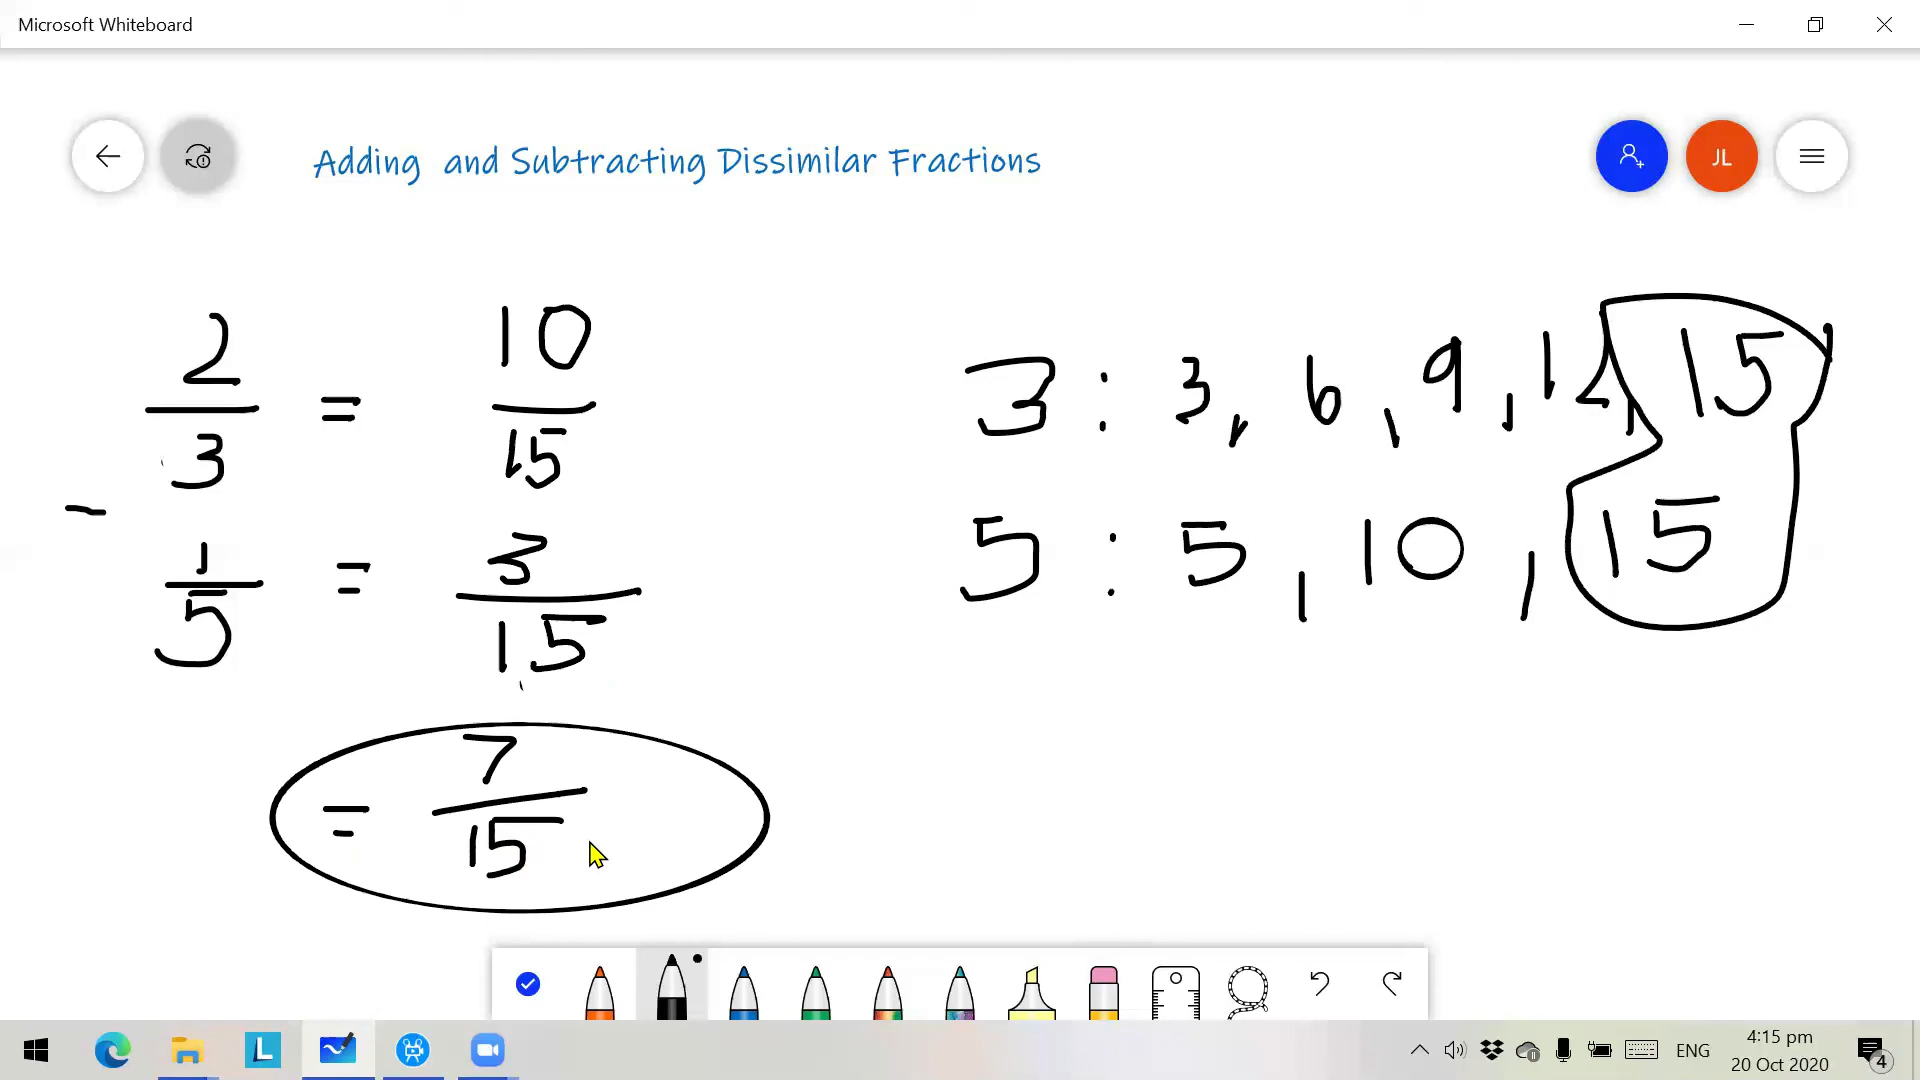 Microsoft Whiteboard
Adding and Subtracting Dissimilar Fractions
JL
2/3 = 10/15
-
1/5 = 3/15
= 7/15
3 : 3, 6, 9, 12, 15
5 : 5, 10, 15
L
ENG
4:15 pm
20 Oct 2020
4